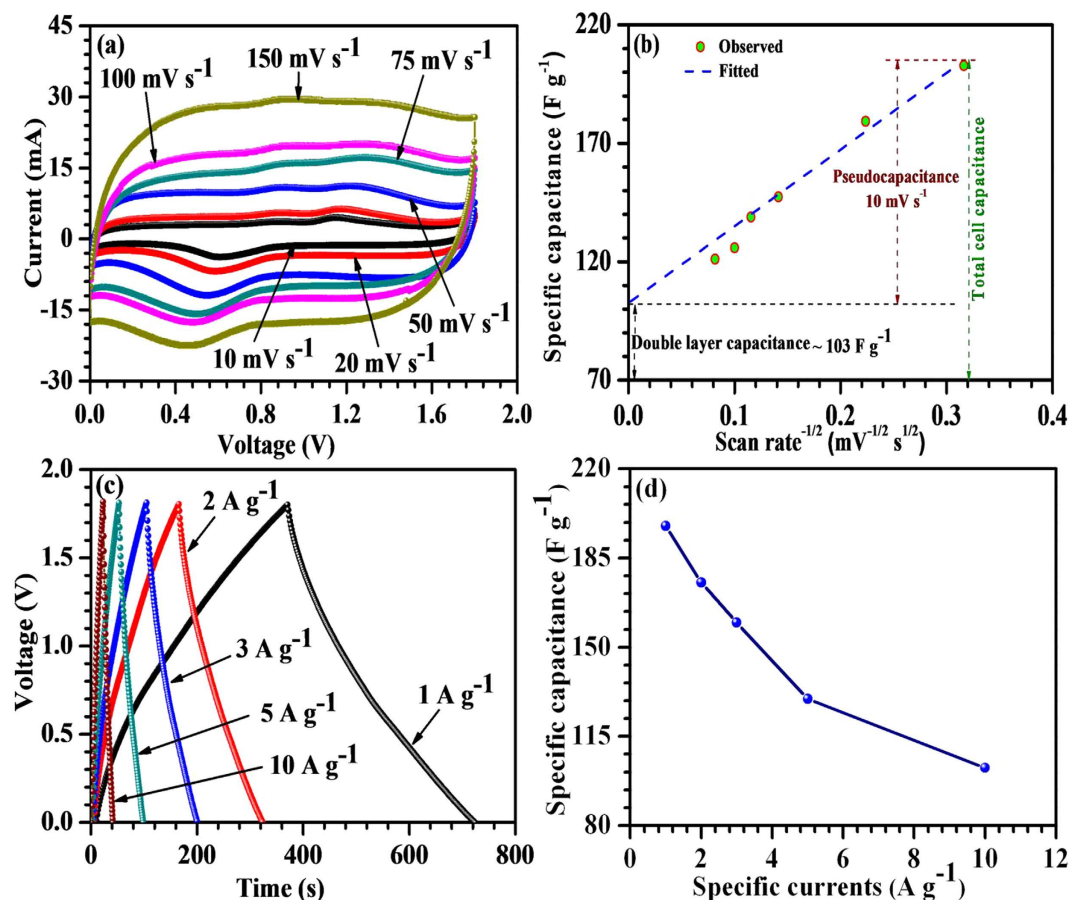 (a)
45
30
15
0
-15
-30
Current (mA)
100 mV s⁻¹
150 mV s⁻¹
75 mV s⁻¹
10 mV s⁻¹
20 mV s⁻¹
50 mV s⁻¹
0.0 0.4 0.8 1.2 1.6 2.0
Voltage (V)
(b)
220
170
120
70
Specific capacitance (F g⁻¹)
Observed
Fitted
Pseudocapacitance
10 mV s⁻¹
Total cell capacitance
Double layer capacitance ~ 103 F g⁻¹
0.0 0.1 0.2 0.3 0.4
Scan rate⁻¹/² (mV⁻¹/² s¹/²)
(c)
2.0
1.5
1.0
0.5
0.0
Voltage (V)
2 A g⁻¹
3 A g⁻¹
1 A g⁻¹
5 A g⁻¹
10 A g⁻¹
0 200 400 600 800
Time (s)
(d)
220
185
150
115
80
Specific capacitance (F g⁻¹)
0 2 4 6 8 10 12
Specific currents (A g⁻¹)